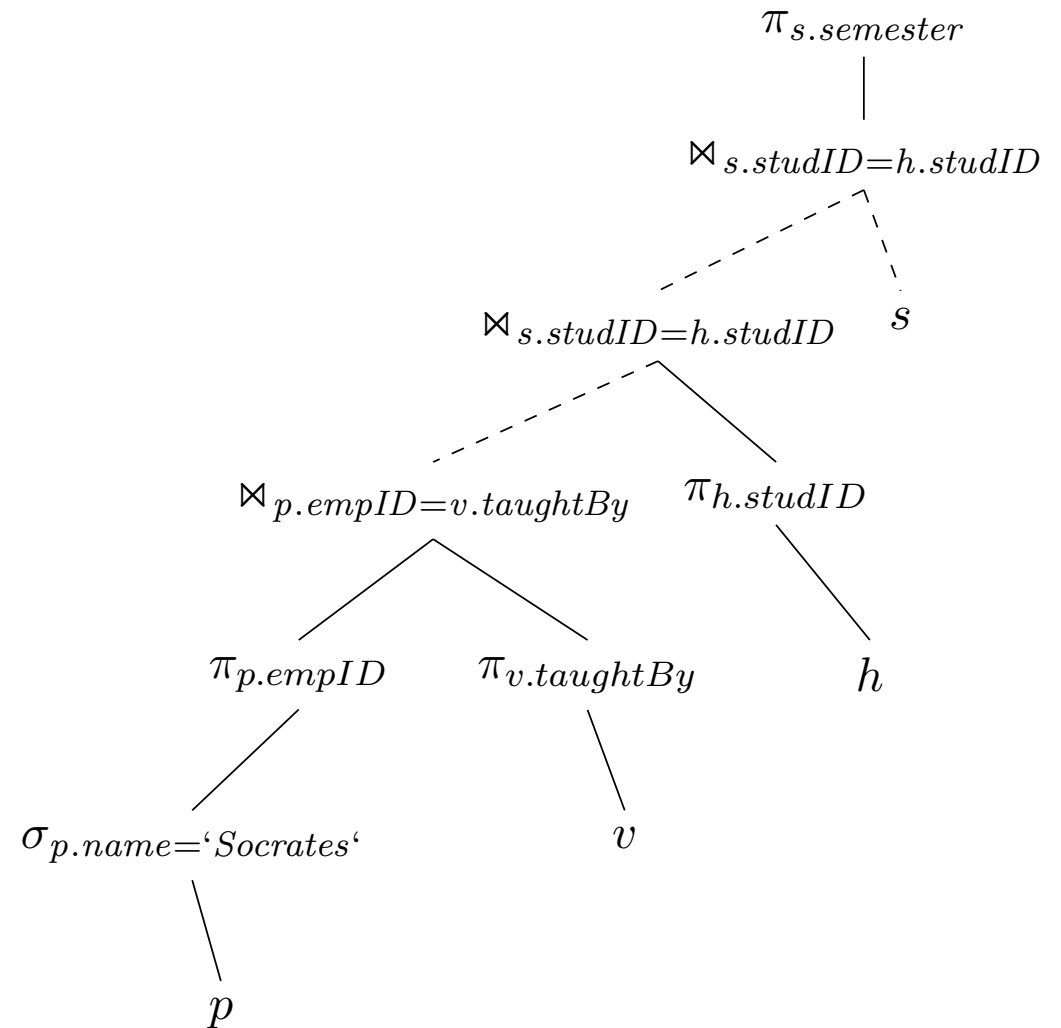 π_{s.semester}
⋈_{s.studID=h.studID}
⋈_{s.studID=h.studID} s
⋈_{p.empID=v.taughtBy} π_{h.studID}
π_{p.empID} π_{v.taughtBy} h
σ_{p.name=‘Socrates‘} v
p